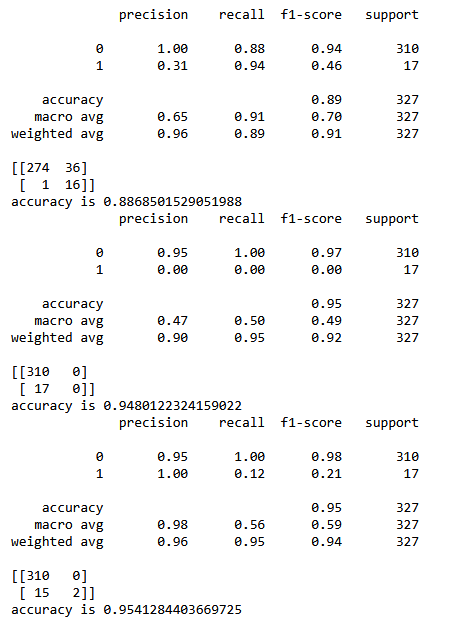 precision    recall  f1-score   support

           0       1.00      0.88      0.94       310
           1       0.31      0.94      0.46        17

    accuracy                           0.89       327
   macro avg       0.65      0.91      0.70       327
weighted avg       0.96      0.89      0.91       327

[[274  36]
 [  1  16]]
accuracy is 0.8868501529051988
              precision    recall  f1-score   support

           0       0.95      1.00      0.97       310
           1       0.00      0.00      0.00        17

    accuracy                           0.95       327
   macro avg       0.47      0.50      0.49       327
weighted avg       0.90      0.95      0.92       327

[[310   0]
 [ 17   0]]
accuracy is 0.9480122324159022
              precision    recall  f1-score   support

           0       0.95      1.00      0.98       310
           1       1.00      0.12      0.21        17

    accuracy                           0.95       327
   macro avg       0.98      0.56      0.59       327
weighted avg       0.96      0.95      0.94       327

[[310   0]
 [ 15   2]]
accuracy is 0.9541284403669725